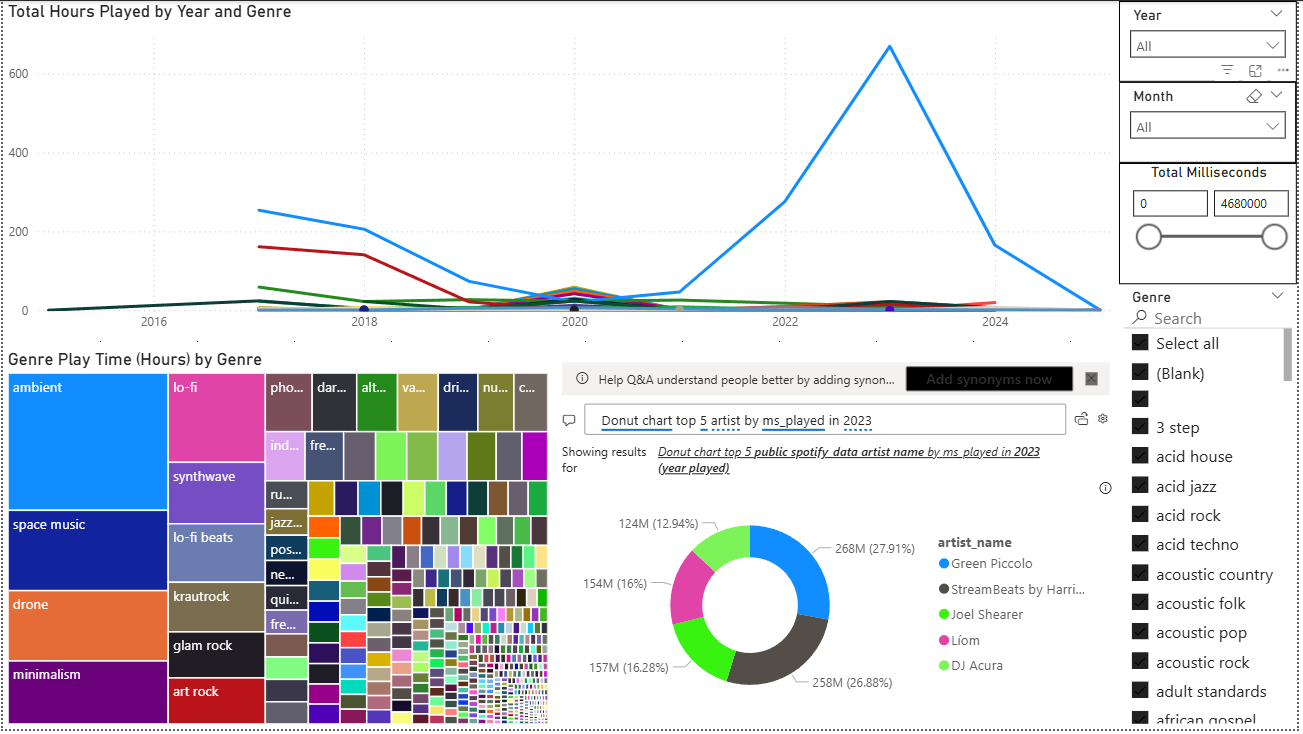 Total Hours Played by Year and Genre
600
400
200
0
2016
2018
2020
2022
2024
Year
All
Month
All
Total Milliseconds
0
4680000
Genre
Search
Select all
(Blank)
3 step
acid house
acid jazz
acid rock
acid techno
acoustic country
acoustic folk
acoustic pop
acoustic rock
adult standards
african gospel
Genre Play Time (Hours) by Genre
ambient
space music
drone
minimalism
lo-fi
synthwave
lo-fi beats
krautrock
glam rock
art rock
pho...
dar...
alt...
va...
dri...
nu...
c...
ind...
fre...
ru...
jazz...
pos...
ne...
qui...
fre...
Help Q&A understand people better by adding synon...
Add synonyms now
Donut chart top 5 artist by ms_played in 2023
Showing results for
Donut chart top 5 public spotify_data artist name by ms_played in 2023
(year played)
124M (12.94%)
268M (27.91%)
154M (16%)
157M (16.28%)
258M (26.88%)
artist_name
Green Piccolo
StreamBeats by Harri...
Joel Shearer
Líom
DJ Acura